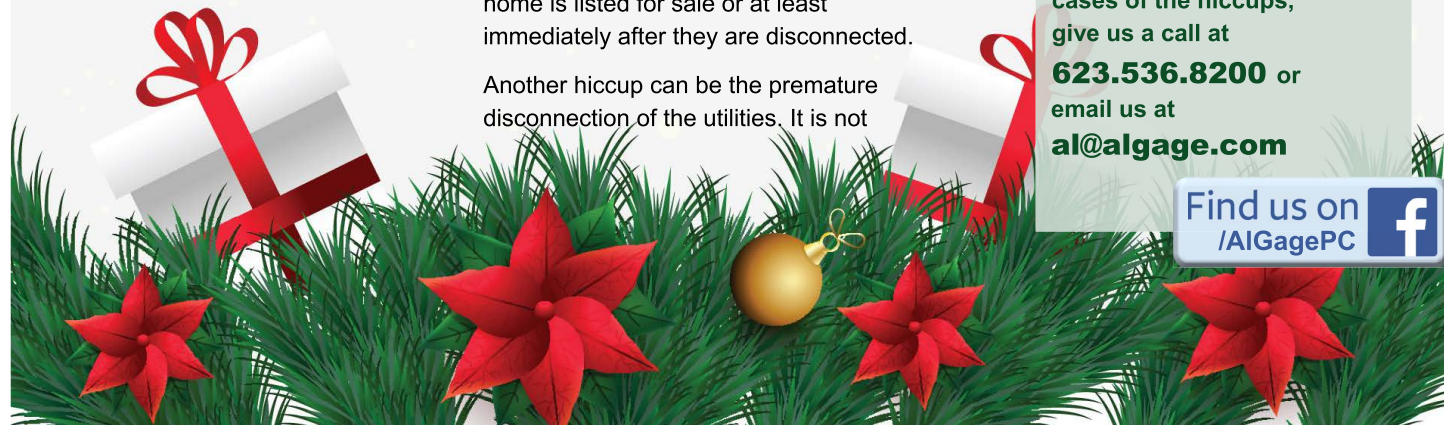 home is listed for sale or at least
immediately after they are disconnected.
Another hiccup can be the premature
disconnection of the utilities. It is not
cases of the hiccups,
give us a call at
623.536.8200 or
email us at
al@algage.com
Find us on
/AlGagePC